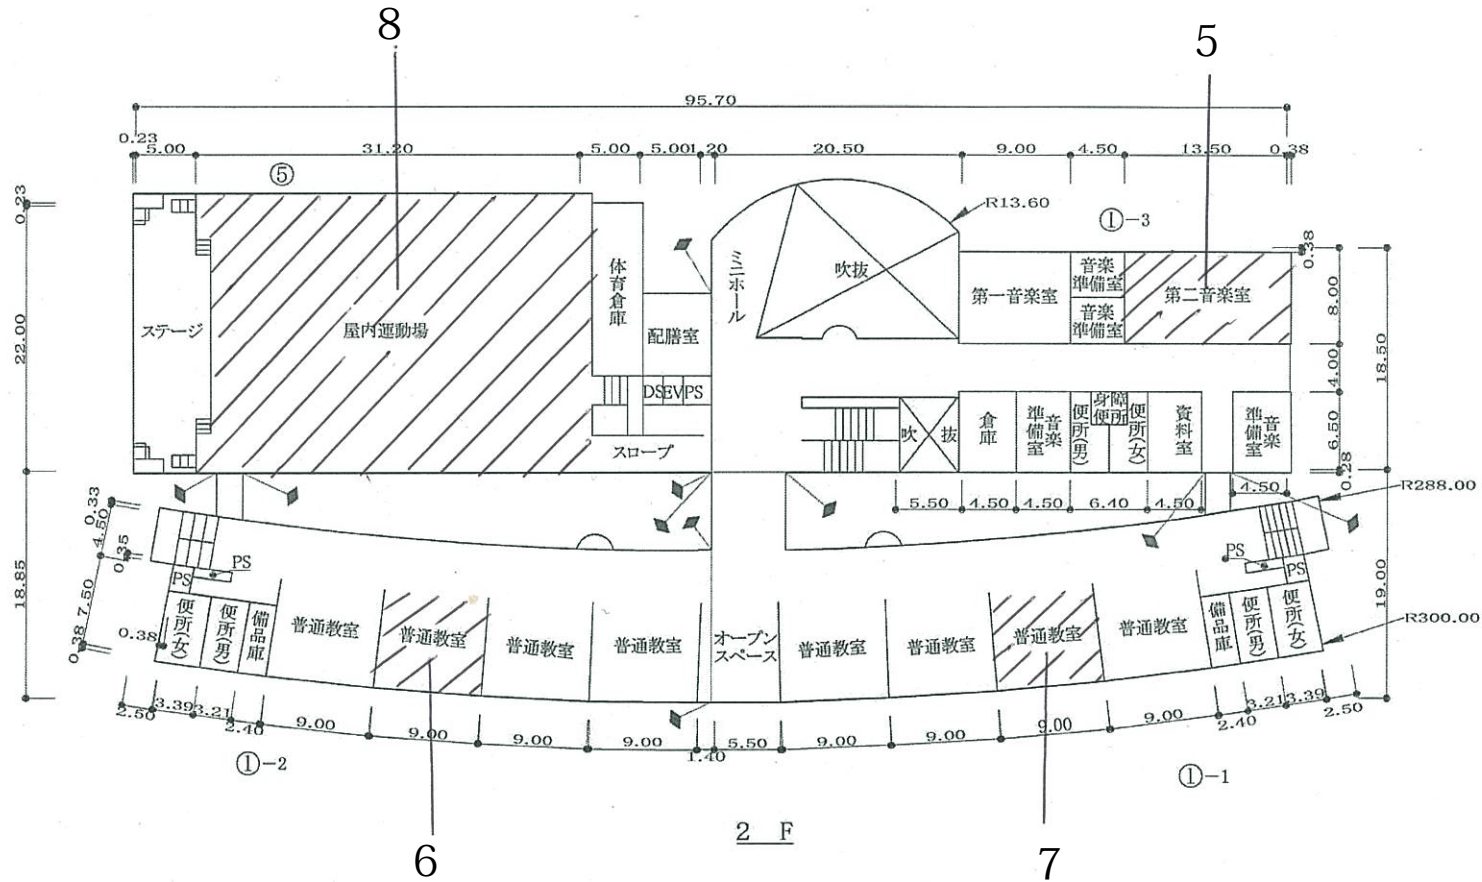 8
5
95.70
0.23
5.00
31.20
5.00
5.00
1.20
20.50
9.00
4.50
13.50
0.38
⑤
R13.60
①-3
0.23
22.00
18.85
ステージ
屋内運動場
体育倉庫
配膳室
DS
EV
PS
スロープ
ミニホール
吹抜
第一音楽室
音楽
準備室
音楽
準備室
第二音楽室
0.38
8.00
4.00
6.50
0.28
18.50
19.00
吹抜
倉庫
音楽
準備室
便所(男)
身障
便所
便所(女)
資料室
音楽
準備室
5.50
4.50
4.50
6.40
4.50
4.50
R288.00
R300.00
0.33
4.50
0.35
7.50
0.38
0.38
PS
PS
便所(女)
便所(男)
備品庫
普通教室
普通教室
普通教室
普通教室
オープン
スペース
普通教室
普通教室
普通教室
普通教室
備品庫
便所(男)
便所(女)
PS
PS
2.50
3.39
3.21
2.40
9.00
9.00
9.00
9.00
1.40
5.50
9.00
9.00
9.00
9.00
2.40
3.21
3.39
2.50
①-2
①-1
2 F
6
7